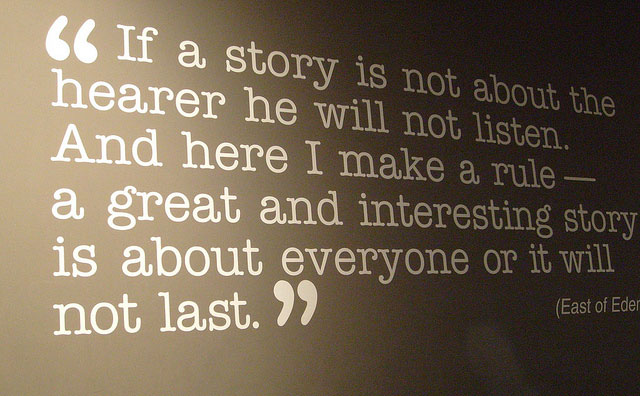 “ If a story is not about the
hearer he will not listen.
And here I make a rule —
a great and interesting story
is about everyone or it will
not last. ”
(East of Eden